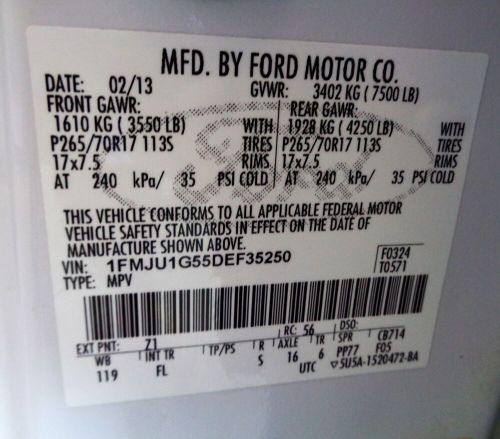 MFD. BY FORD MOTOR CO.
DATE: 02/13 GVWR: 3402 KG ( 7500 LB)
FRONT GAWR: REAR GAWR:
1610 KG ( 3550 LB) WITH 1928 KG ( 4250 LB) WITH
P265/70R17 113S TIRES P265/70R17 113S TIRES
17x7.5 RIMS. 17x7.5 RIMS.
AT 240 kPa/ 35 PSI COLD AT 240 kPa/ 35 PSI COLD
THIS VEHICLE CONFORMS TO ALL APPLICABLE FEDERAL MOTOR
VEHICLE SAFETY STANDARDS IN EFFECT ON THE DATE OF
MANUFACTURE SHOWN ABOVE.
VIN: 1FMJU1G55DEF35250 F0324
TYPE: MPV T0571
EXT PNT: Z1 RC: 56 DSO:
WB INT TR TP/PS R AXLE TR SPR CB714
119 FL S 16 6 PP77 F05
UTC ▽5U5A-1520472-BA